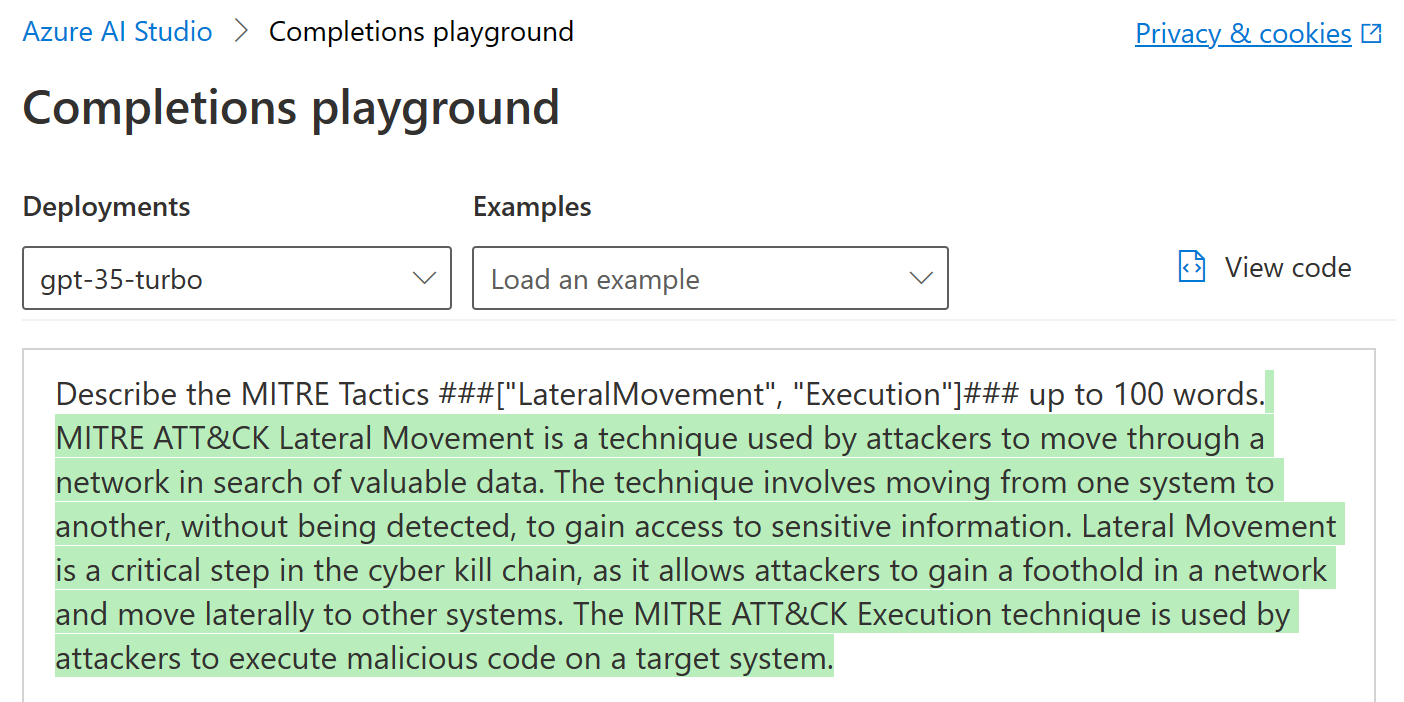 Azure AI Studio > Completions playground
Privacy & cookies
Completions playground
Deployments
Examples
gpt-35-turbo
Load an example
View code
Describe the MITRE Tactics ###["LateralMovement", "Execution"]### up to 100 words.
MITRE ATT&CK Lateral Movement is a technique used by attackers to move through a
network in search of valuable data. The technique involves moving from one system to
another, without being detected, to gain access to sensitive information. Lateral Movement
is a critical step in the cyber kill chain, as it allows attackers to gain a foothold in a network
and move laterally to other systems. The MITRE ATT&CK Execution technique is used by
attackers to execute malicious code on a target system.